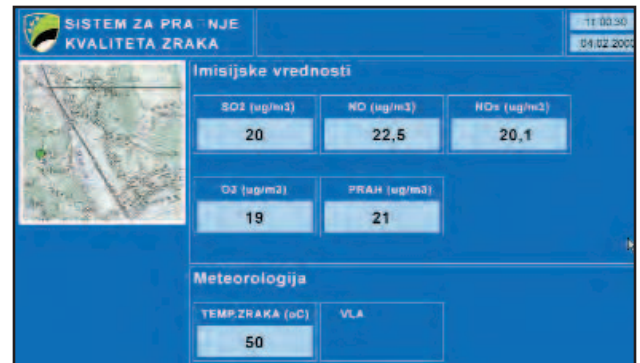 SISTEM ZA PRA NJE
KVALITETA ZRAKA
11:00:50
04.02.200
Imisijske vrednosti
SO2 (ug/m3)
NO (ug/m3)
NOx (ug/m3)
20
22,5
20,1
O3 (ug/m3)
PRAH (ug/m3)
19
21
Meteorologija
TEMP.ZRAKA (oC)
VLA
50